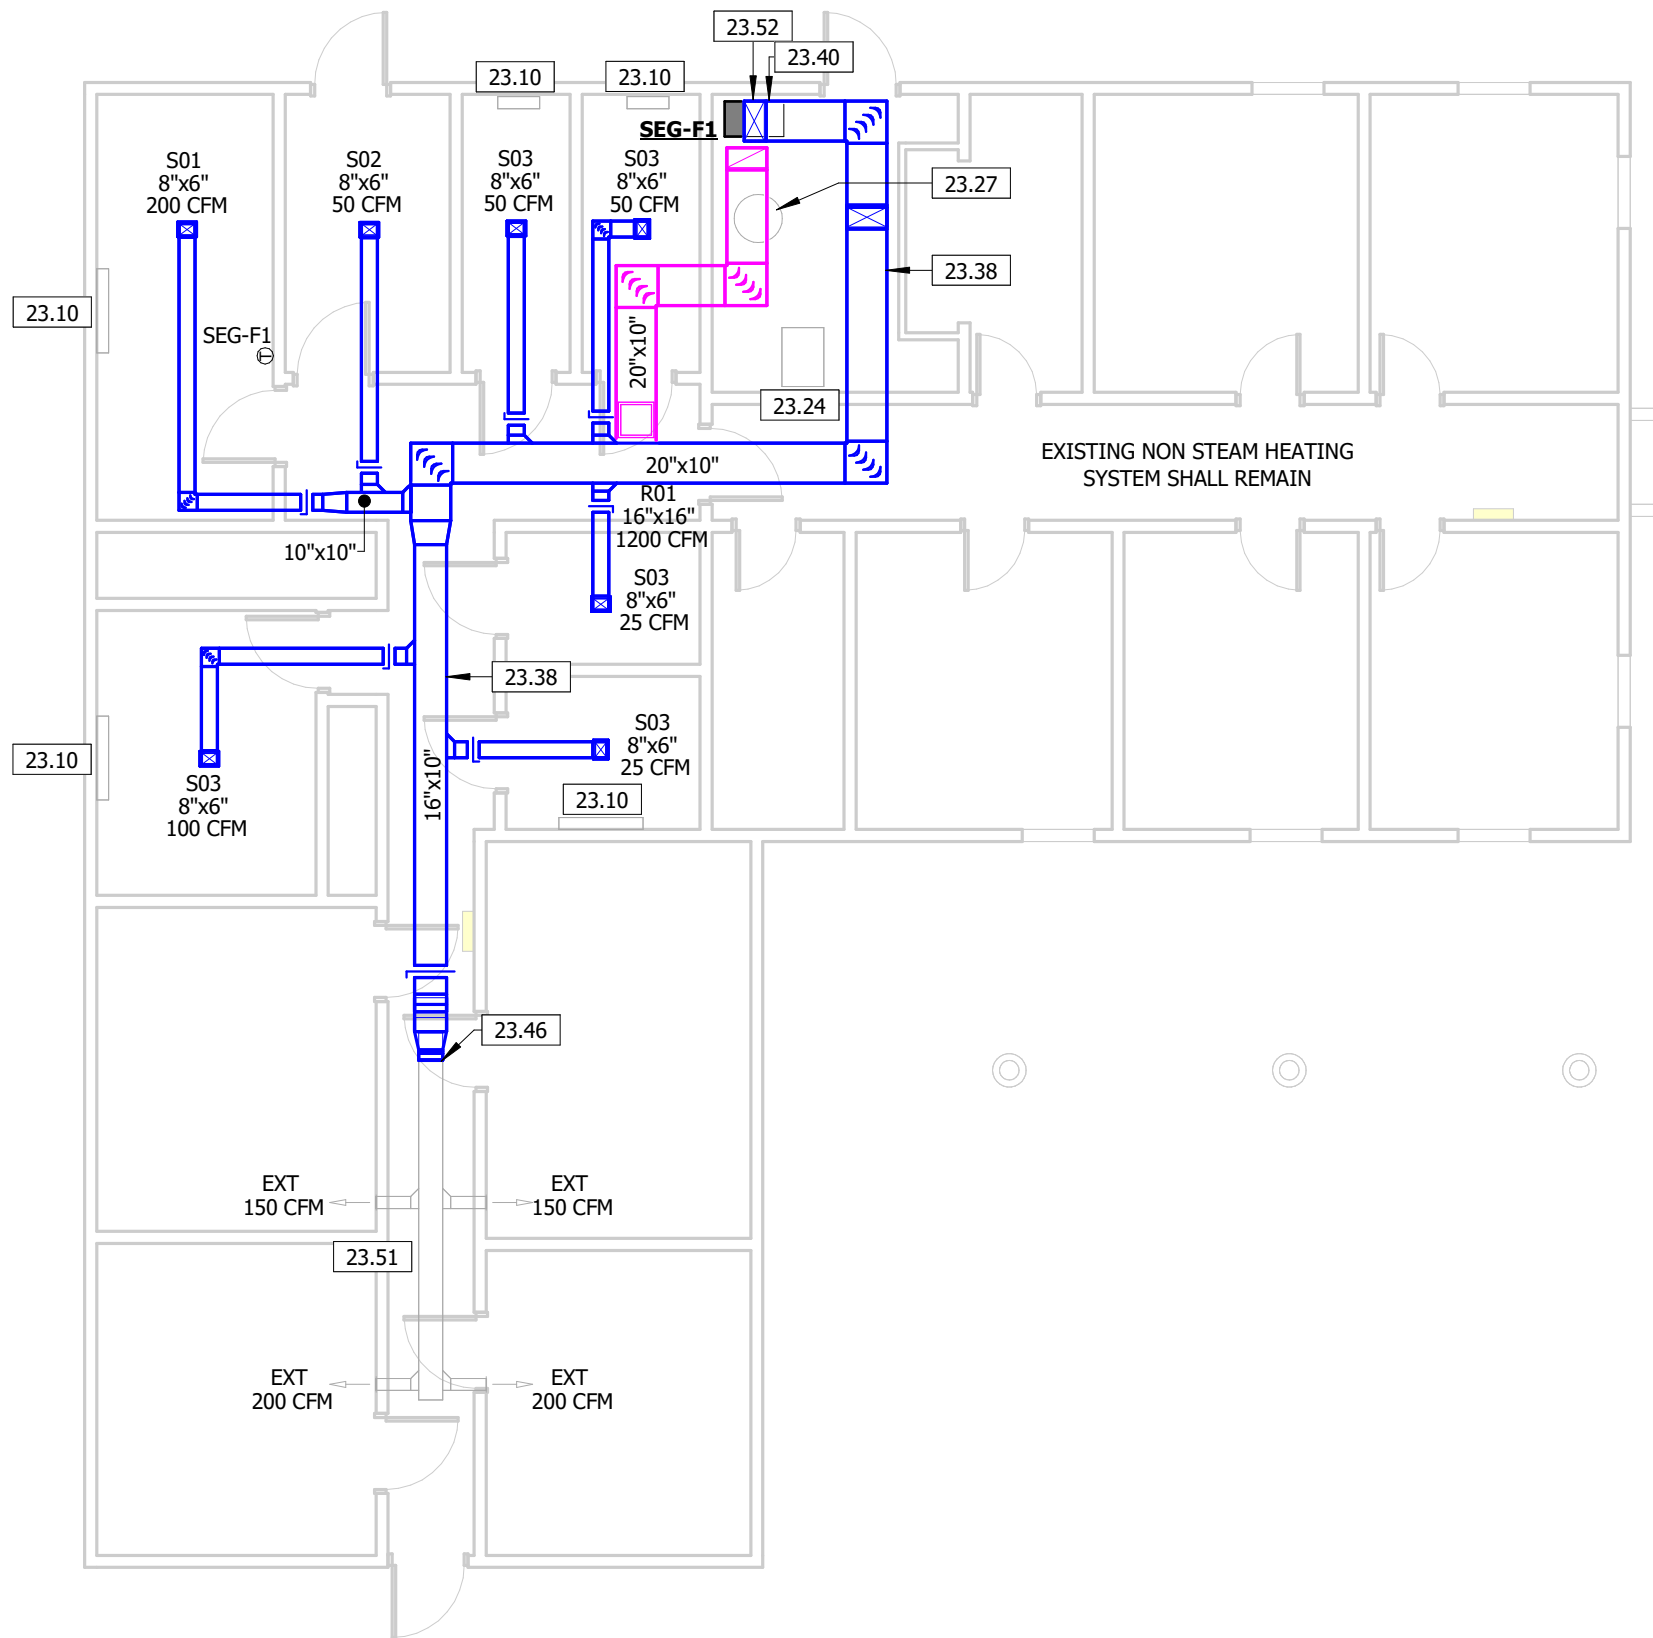 23.52
23.40
23.10
23.10
SEG-F1
S01
8"x6"
200 CFM
S02
8"x6"
50 CFM
S03
8"x6"
50 CFM
S03
8"x6"
50 CFM
23.27
23.38
23.10
SEG-F1
T
20"x10"
23.24
EXISTING NON STEAM HEATING
SYSTEM SHALL REMAIN
20"x10"
R01
16"x16"
1200 CFM
10"x10"
S03
8"x6"
25 CFM
23.38
S03
8"x6"
25 CFM
23.10
16"x10"
S03
8"x6"
100 CFM
23.10
23.46
EXT
150 CFM
EXT
150 CFM
23.51
EXT
200 CFM
EXT
200 CFM